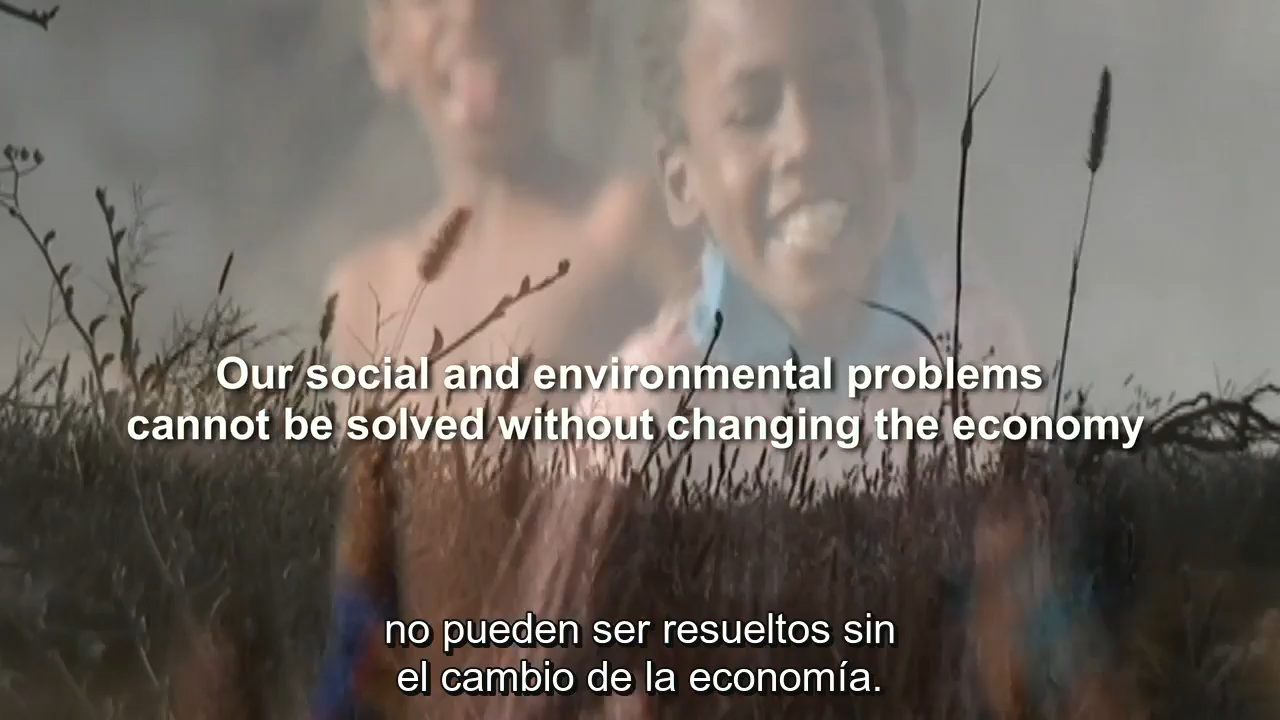 Our social and environmental problems
cannot be solved without changing the economy
no pueden ser resueltos sin
el cambio de la economía.